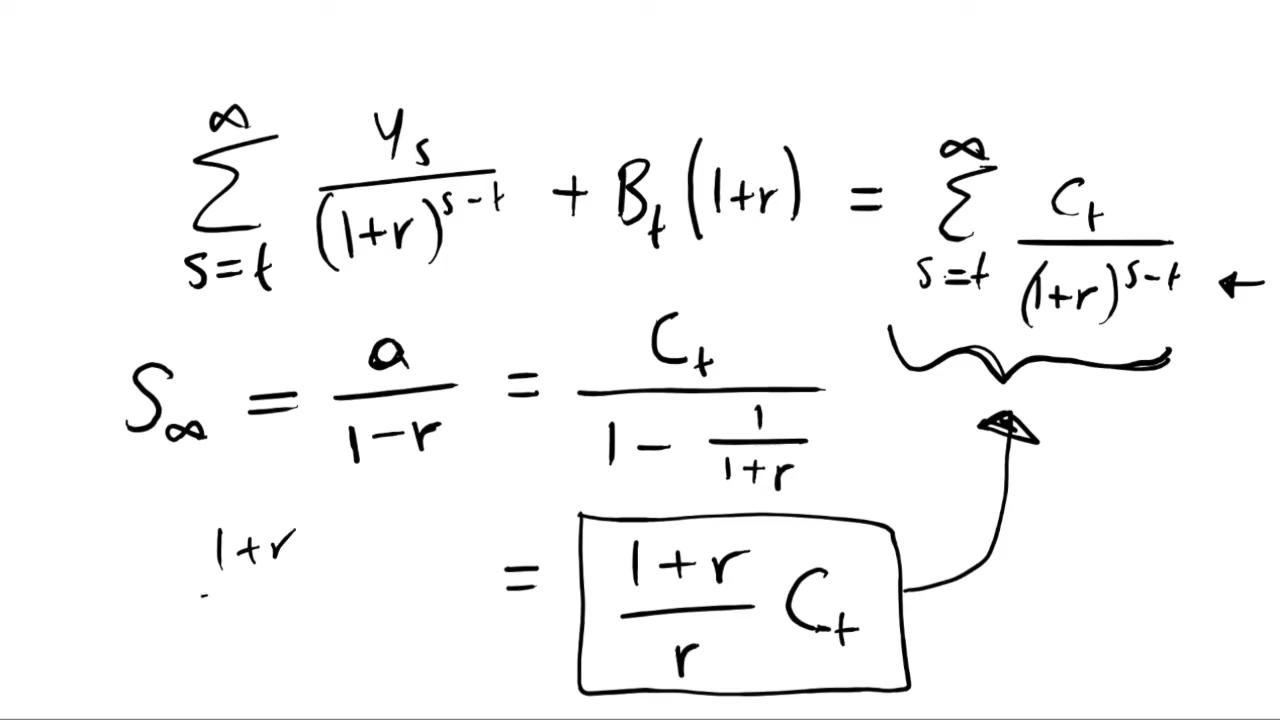 ∑_{s=t}^{∞} Y_s / (1+r)^{s-t} + B_t (1+r) = ∑_{s=t}^{∞} C_t / (1+r)^{s-t} ←
S_∞ = a / (1-r) = C_t / (1 - 1/(1+r))
1+r = (1+r)/r C_t